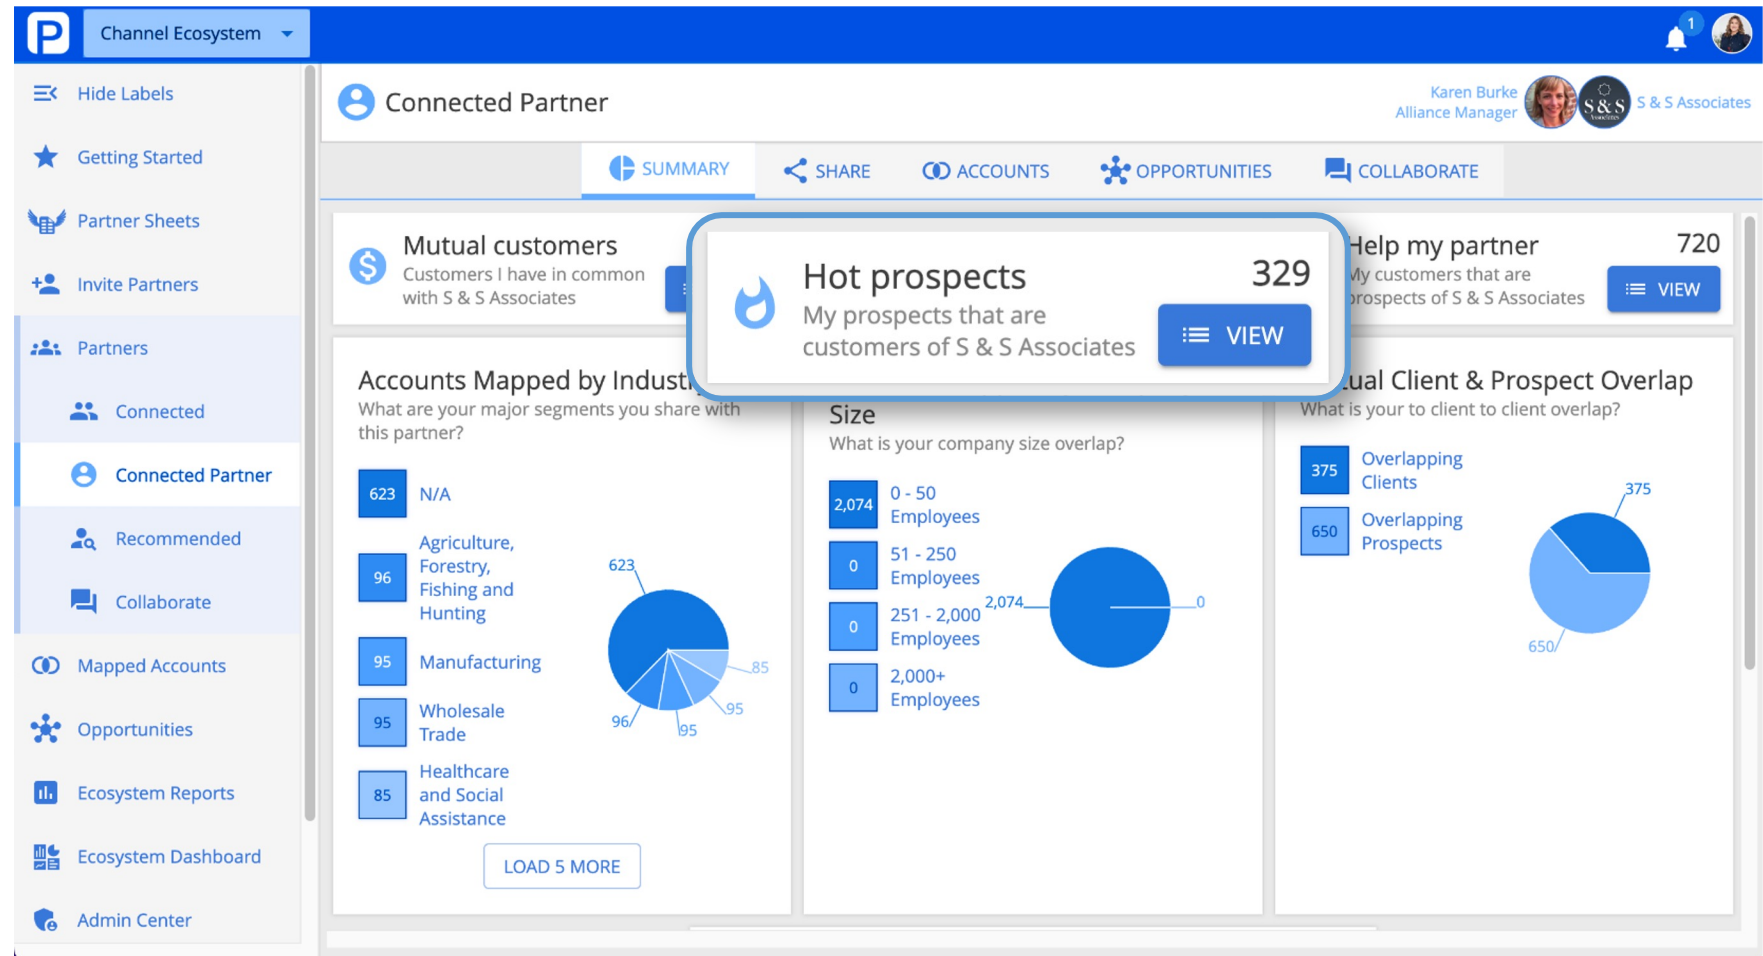 P
Channel Ecosystem
1
Hide Labels
Getting Started
Partner Sheets
Invite Partners
Partners
Connected
Connected Partner
Recommended
Collaborate
Mapped Accounts
Opportunities
Ecosystem Reports
Ecosystem Dashboard
Admin Center
Connected Partner
Karen Burke
Alliance Manager
S&S
Associates
S & S Associates
SUMMARY
SHARE
ACCOUNTS
OPPORTUNITIES
COLLABORATE
Mutual customers
Customers I have in common
with S & S Associates
Hot prospects
329
My prospects that are
customers of S & S Associates
VIEW
Help my partner
720
My customers that are
prospects of S & S Associates
VIEW
Accounts Mapped by Indust
What are your major segments you share with
this partner?
623 N/A
96
Agriculture,
Forestry,
Fishing and
Hunting
95 Manufacturing
95
Wholesale
Trade
85
Healthcare
and Social
Assistance
623
85
95
95
96
LOAD 5 MORE
Size
What is your company size overlap?
2,074
0 - 50
Employees
0
51 - 250
Employees
0
251 - 2,000
Employees
0
2,000+
Employees
2,074
0
ual Client & Prospect Overlap
What is your to client to client overlap?
375
Overlapping
Clients
650
Overlapping
Prospects
375
650